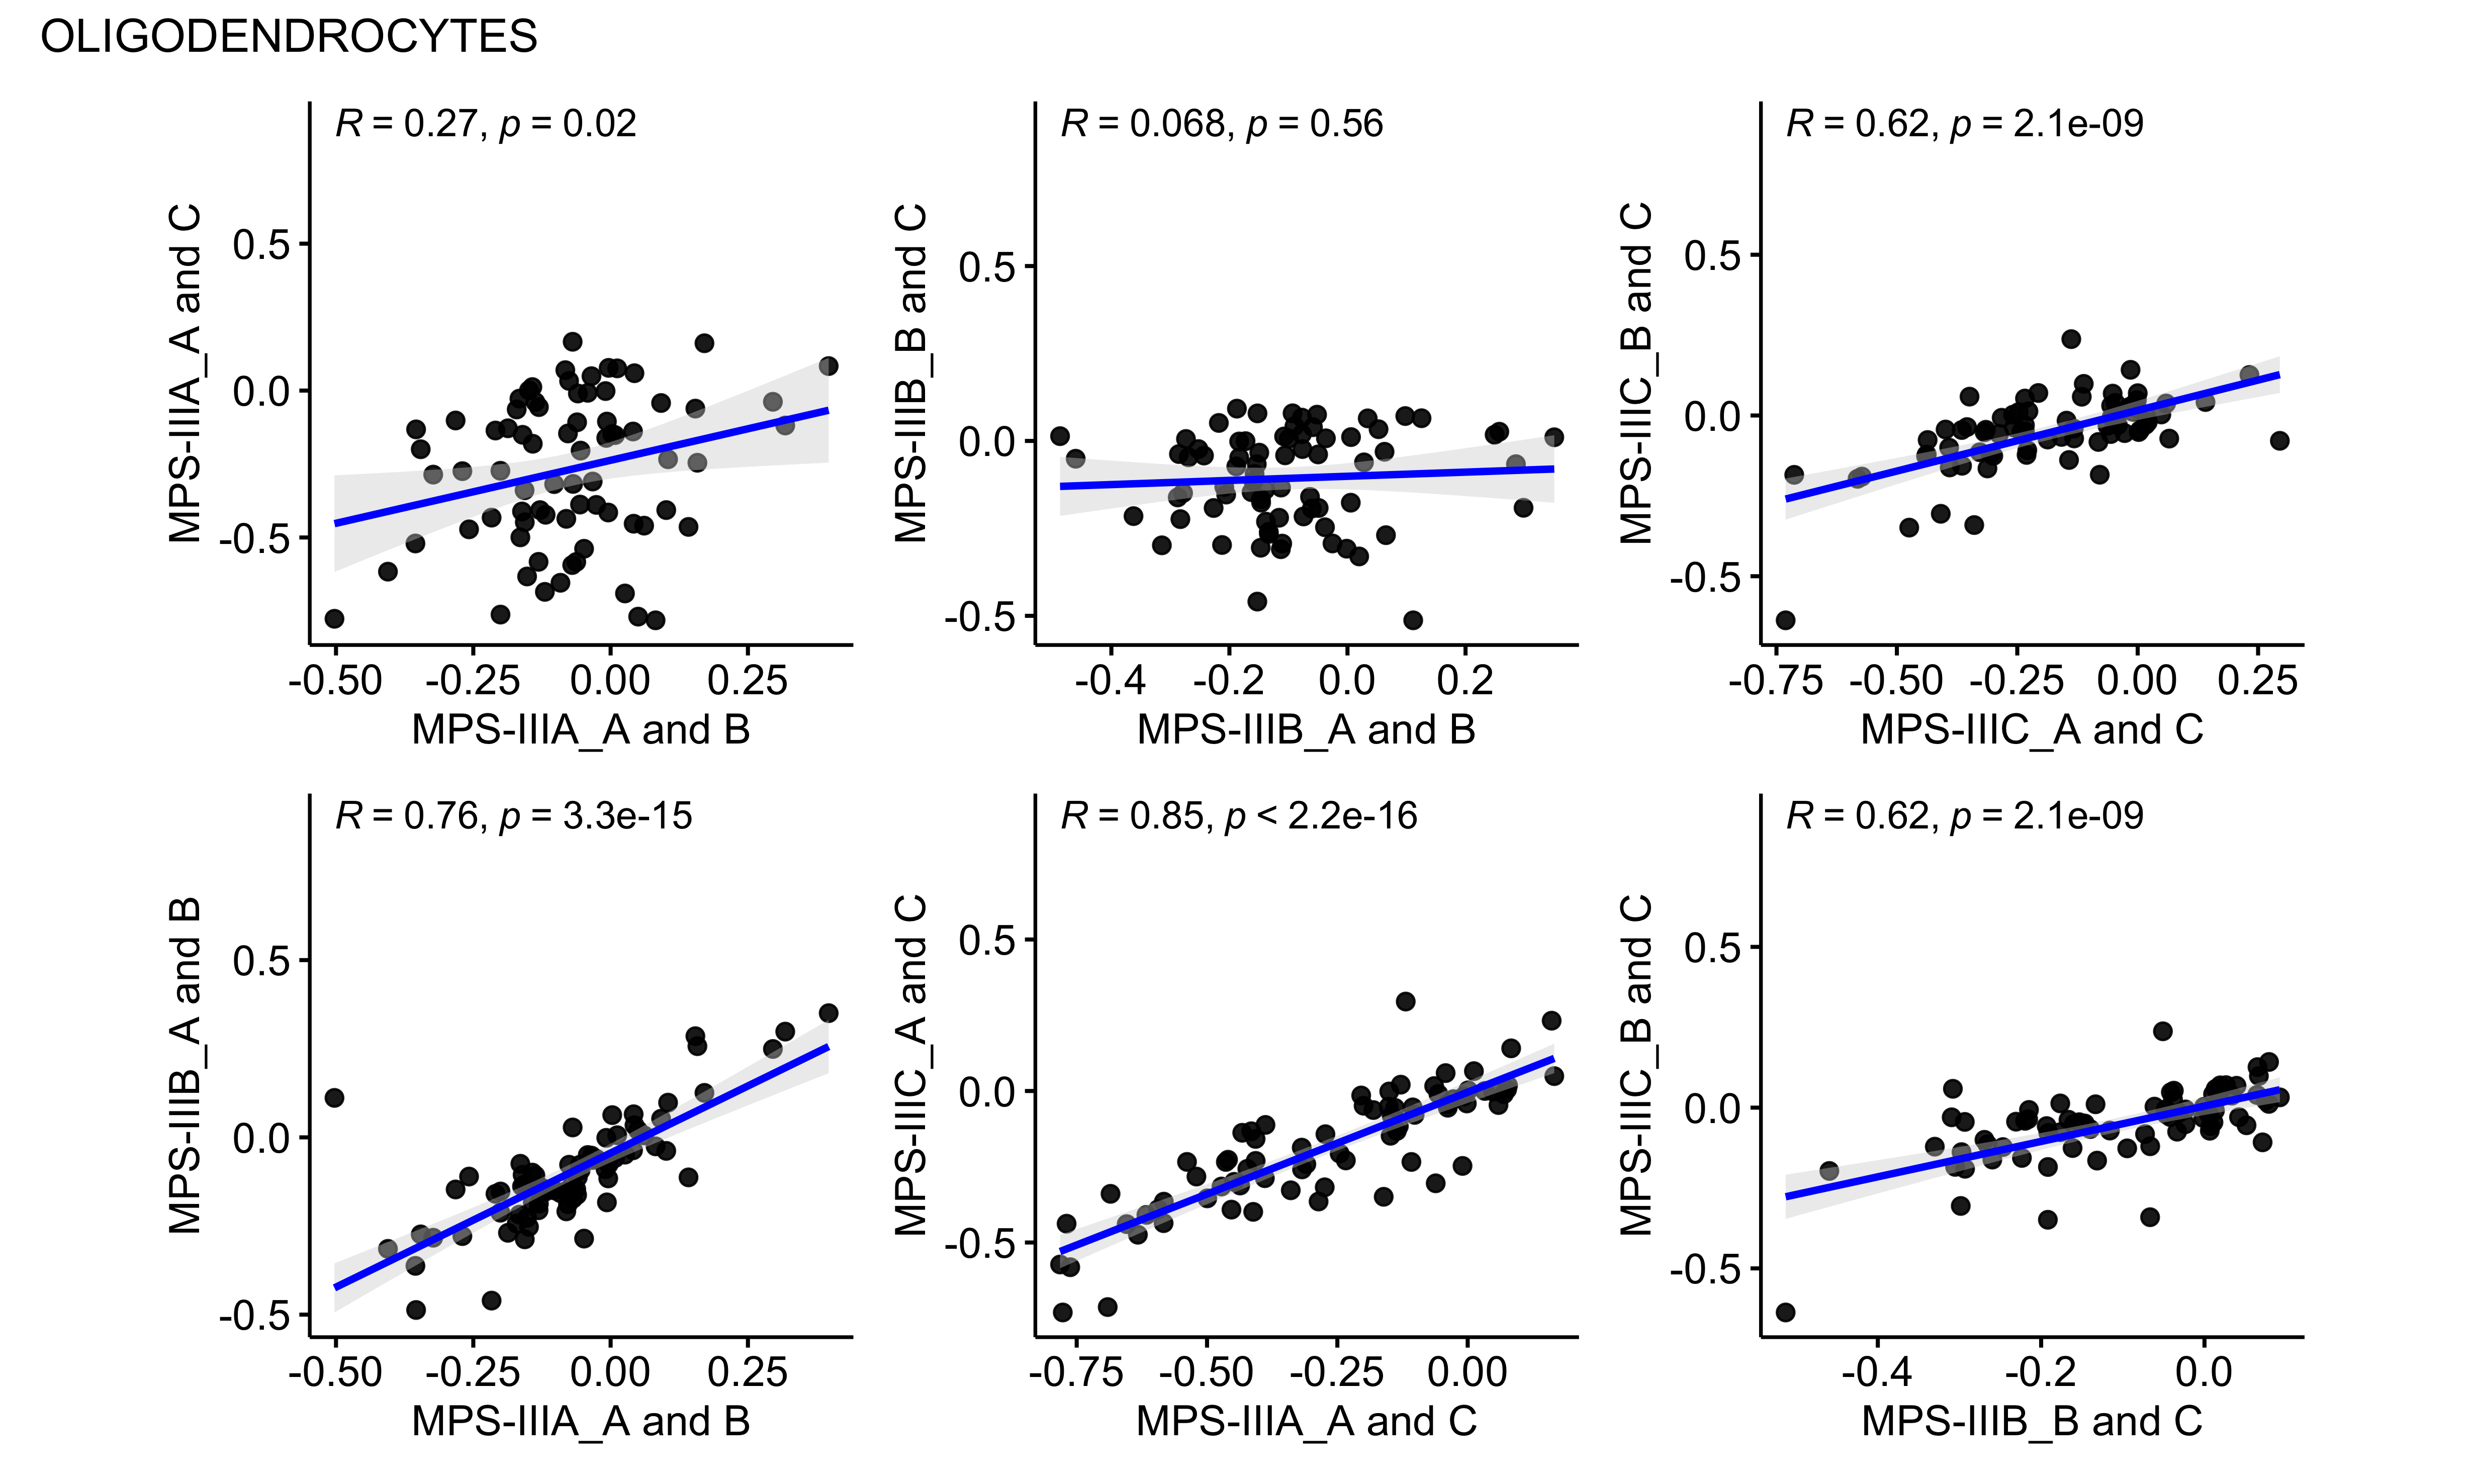 OLIGODENDROCYTES
R = 0.27, p = 0.02
MPS-IIIA_A and C
0.5
0.0
-0.5
-0.50 -0.25 0.00 0.25
MPS-IIIA_A and B
R = 0.068, p = 0.56
MPS-IIIB_B and C
0.5
0.0
-0.5
-0.4 -0.2 0.0 0.2
MPS-IIIB_A and B
R = 0.62, p = 2.1e-09
MPS-IIIC_B and C
0.5
0.0
-0.5
-0.75 -0.50 -0.25 0.00 0.25
MPS-IIIC_A and C
R = 0.76, p = 3.3e-15
MPS-IIIB_A and B
0.5
0.0
-0.5
-0.50 -0.25 0.00 0.25
MPS-IIIA_A and B
R = 0.85, p < 2.2e-16
MPS-IIIC_A and C
0.5
0.0
-0.5
-0.75 -0.50 -0.25 0.00
MPS-IIIA_A and C
R = 0.62, p = 2.1e-09
MPS-IIIC_B and C
0.5
0.0
-0.5
-0.4 -0.2 0.0
MPS-IIIB_B and C